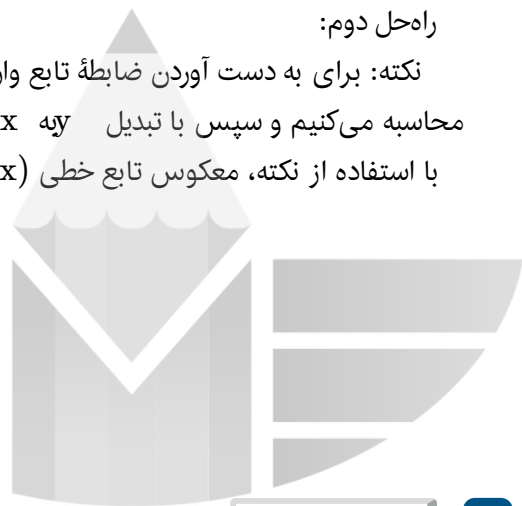 راه‌حل دوم:
نکته: برای به دست آوردن ضابطهٔ تابع
محاسبه می‌کنیم و سپس با تبدیل y به x
با استفاده از نکته، معکوس تابع خطی (x